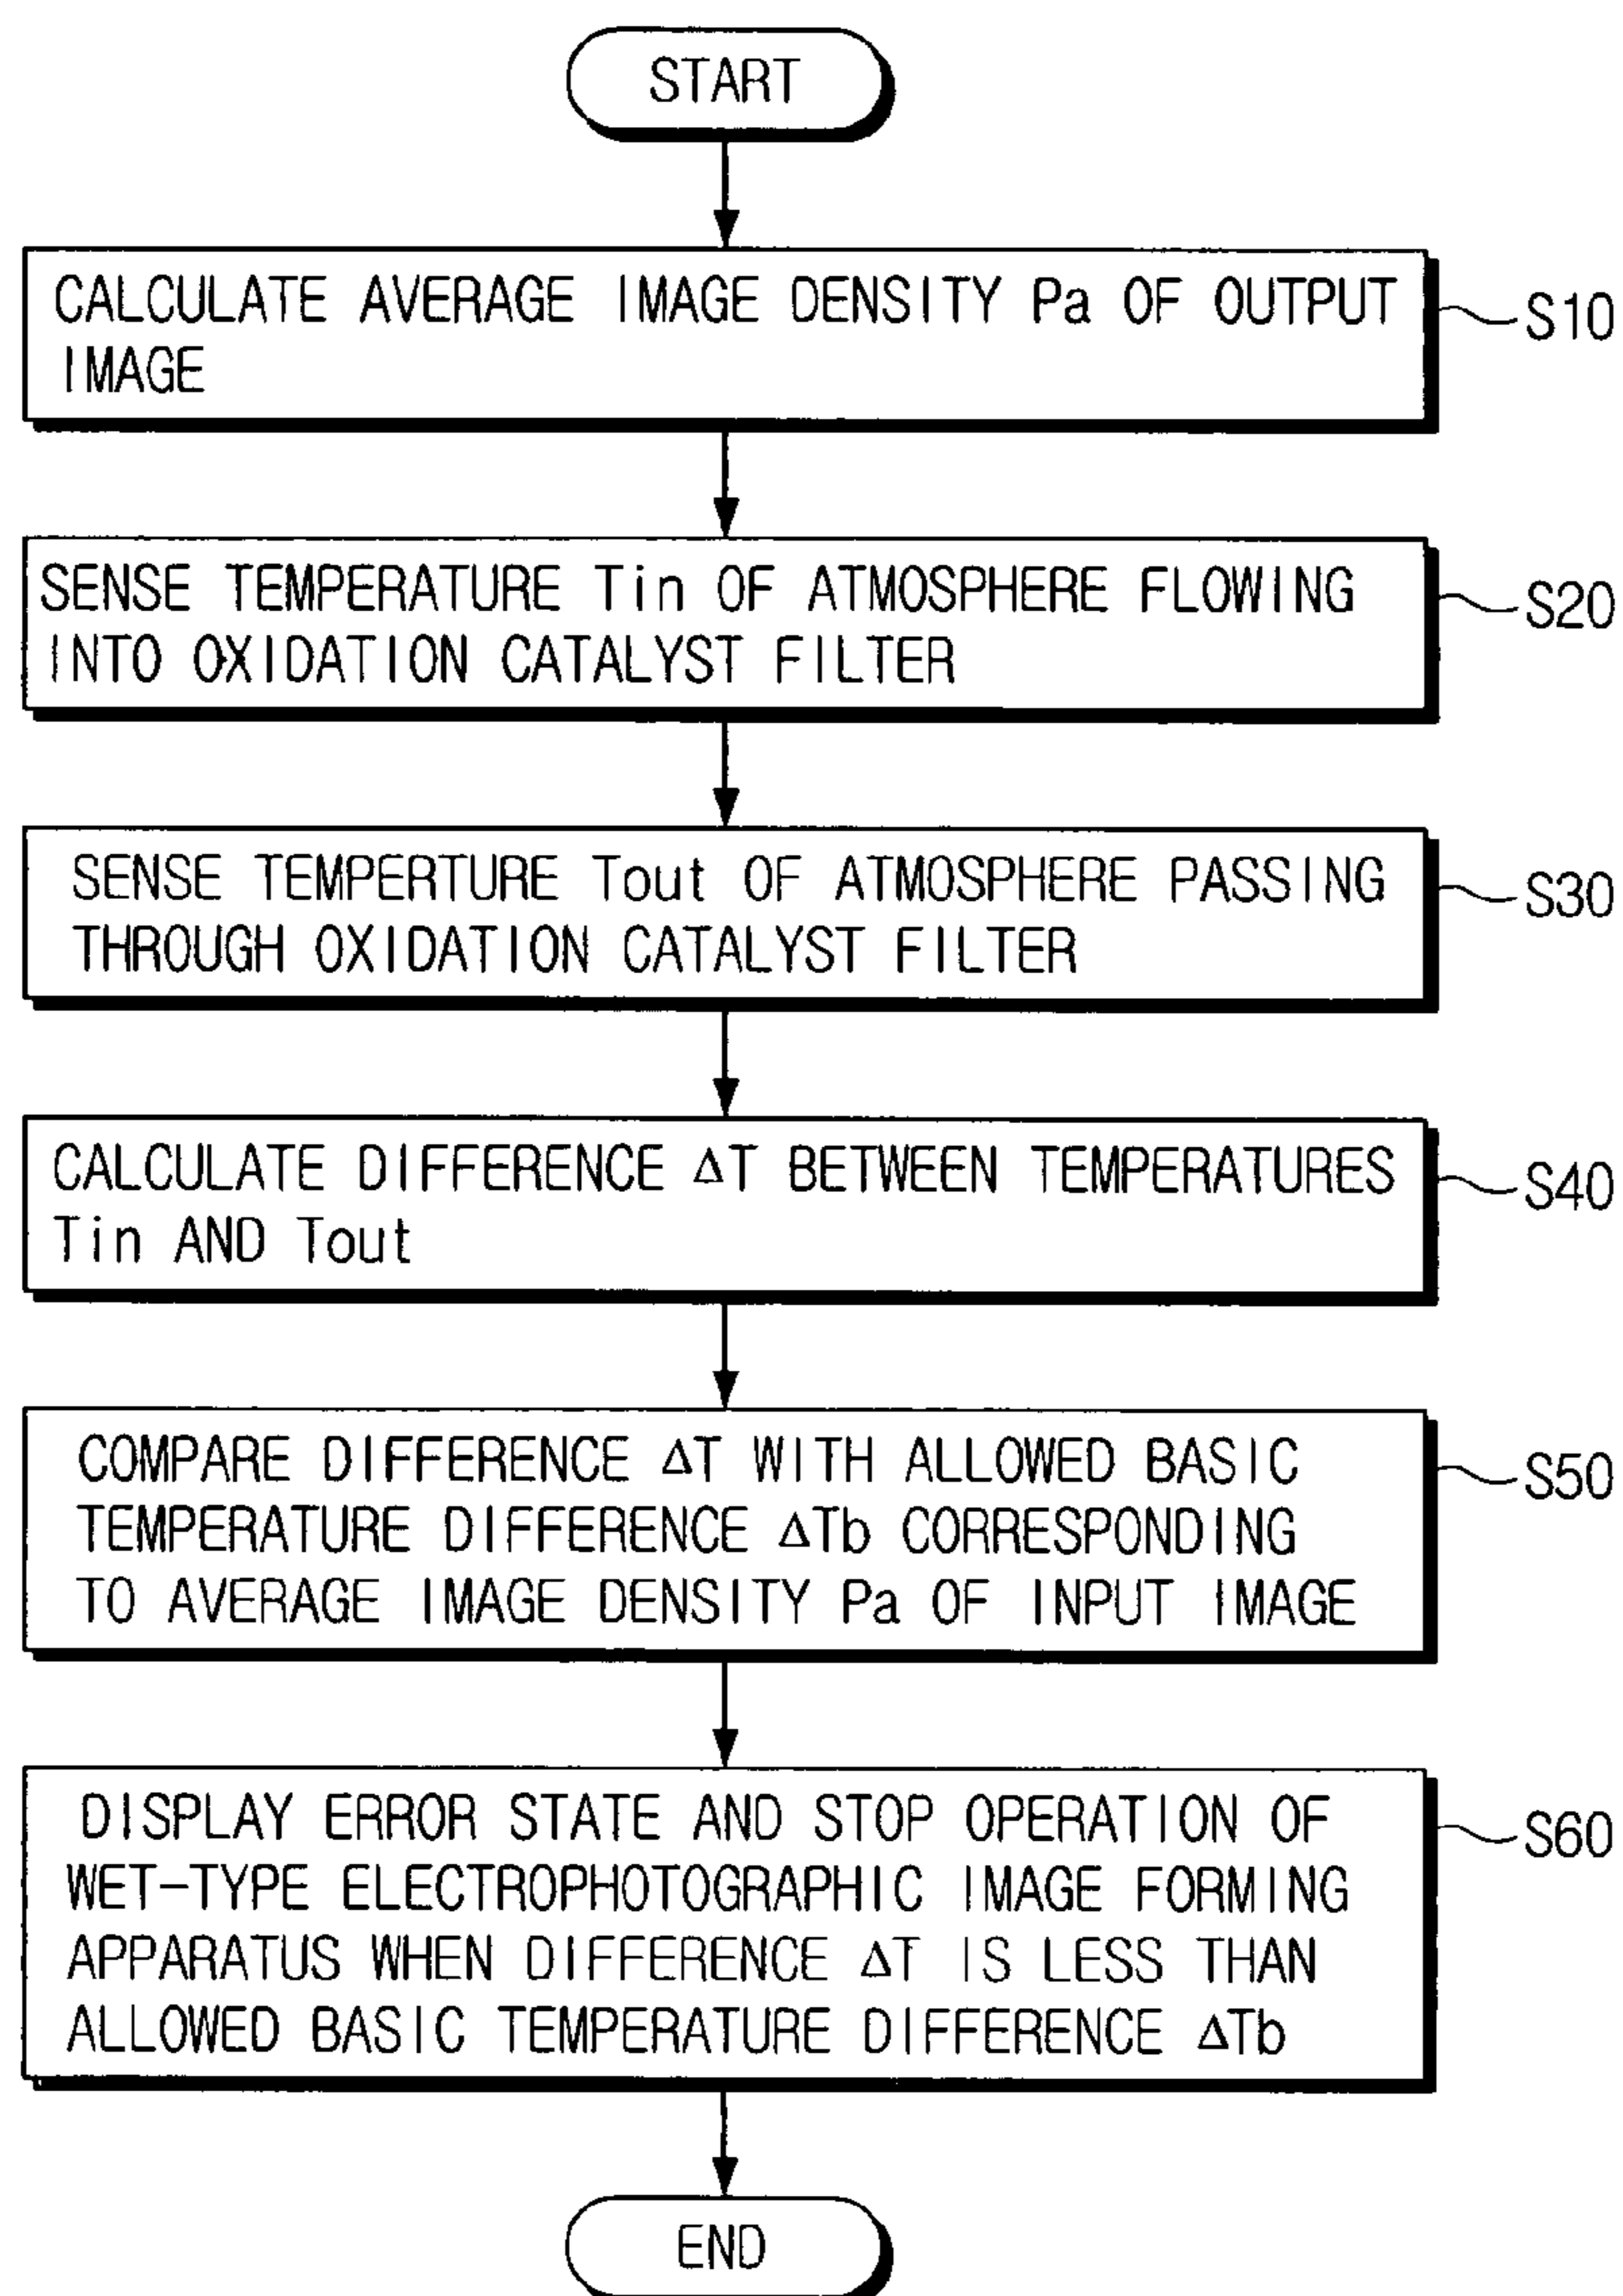 START
CALCULATE AVERAGE IMAGE DENSITY Pa OF OUTPUT
IMAGE
S10
SENSE TEMPERATURE Tin OF ATMOSPHERE FLOWING
INTO OXIDATION CATALYST FILTER
S20
SENSE TEMPERTURE Tout OF ATMOSPHERE PASSING
THROUGH OXIDATION CATALYST FILTER
S30
CALCULATE DIFFERENCE ΔT BETWEEN TEMPERATURES
Tin AND Tout
S40
COMPARE DIFFERENCE ΔT WITH ALLOWED BASIC
TEMPERATURE DIFFERENCE ΔTb CORRESPONDING
TO AVERAGE IMAGE DENSITY Pa OF INPUT IMAGE
S50
DISPLAY ERROR STATE AND STOP OPERATION OF
WET-TYPE ELECTROPHOTOGRAPHIC IMAGE FORMING
APPARATUS WHEN DIFFERENCE ΔT IS LESS THAN
ALLOWED BASIC TEMPERATURE DIFFERENCE ΔTb
S60
END